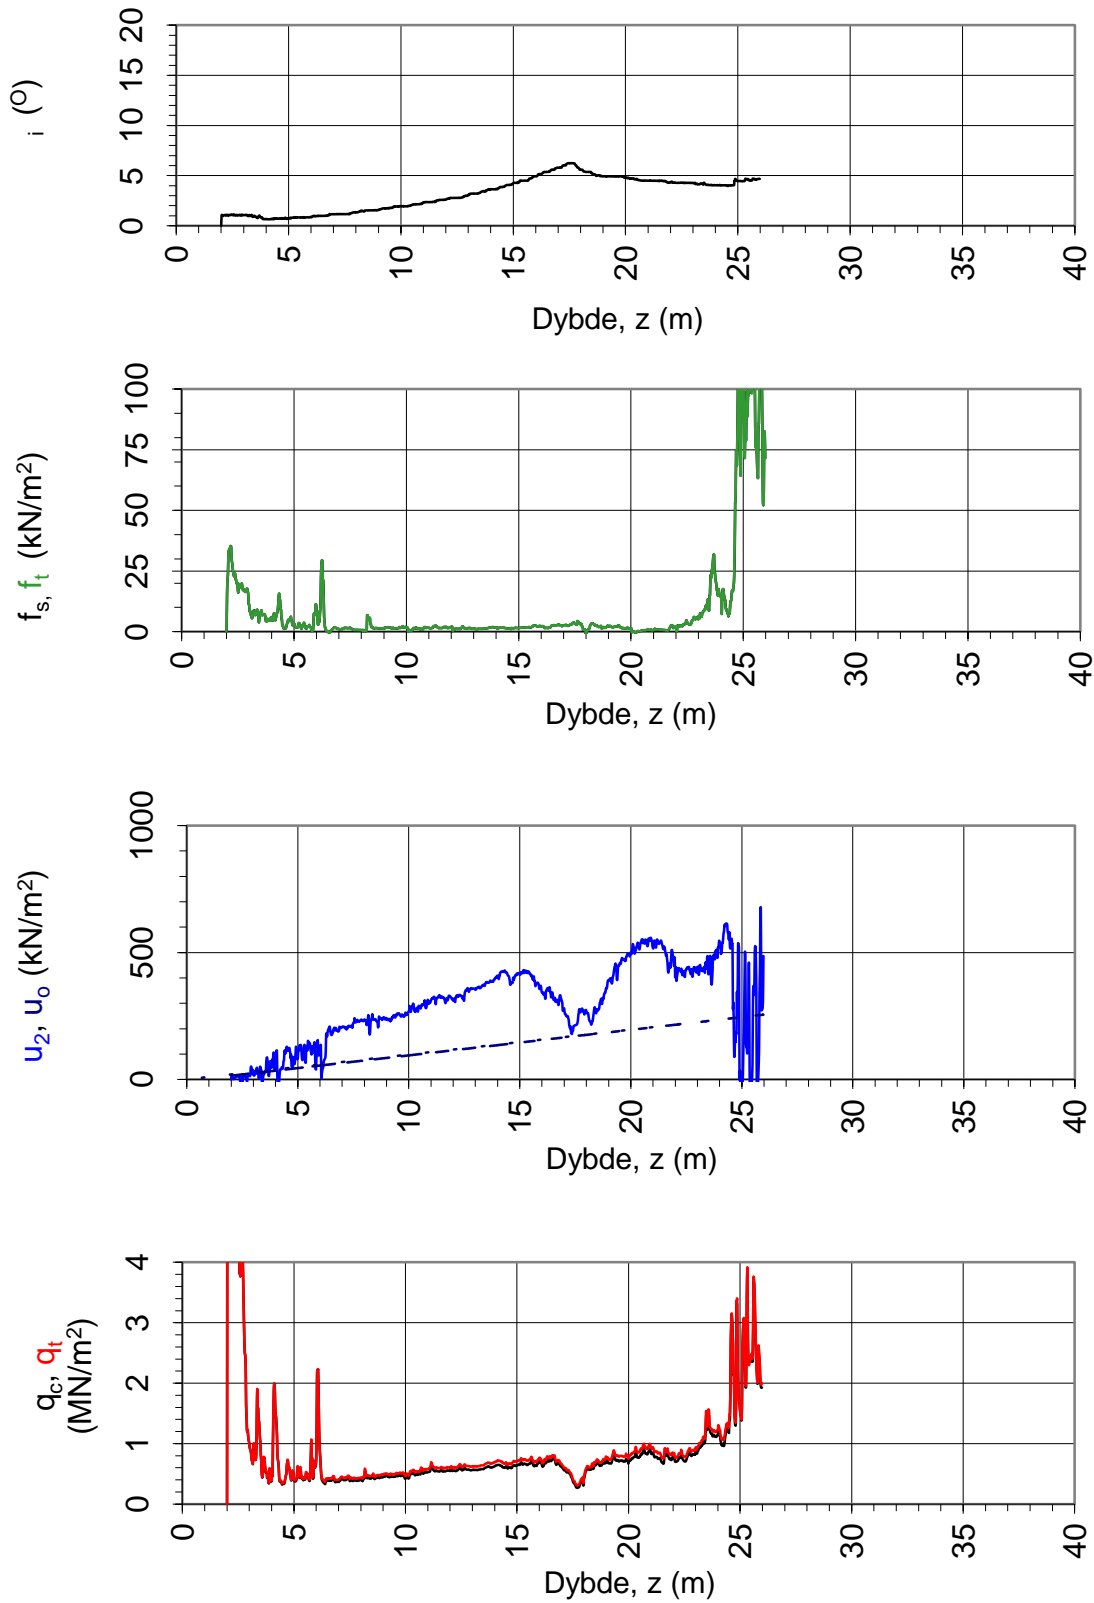 i (O)
20
15
10
5
0
0 5 10 15 20 25 30 35 40
Dybde, z (m)
fs, ft (kN/m2)
100
75
50
25
0
0 5 10 15 20 25 30 35 40
Dybde, z (m)
u2, uo (kN/m2)
1000
500
0
0 5 10 15 20 25 30 35 40
Dybde, z (m)
qc, qt
(MN/m2)
4
3
2
1
0
0 5 10 15 20 25 30 35 40
Dybde, z (m)